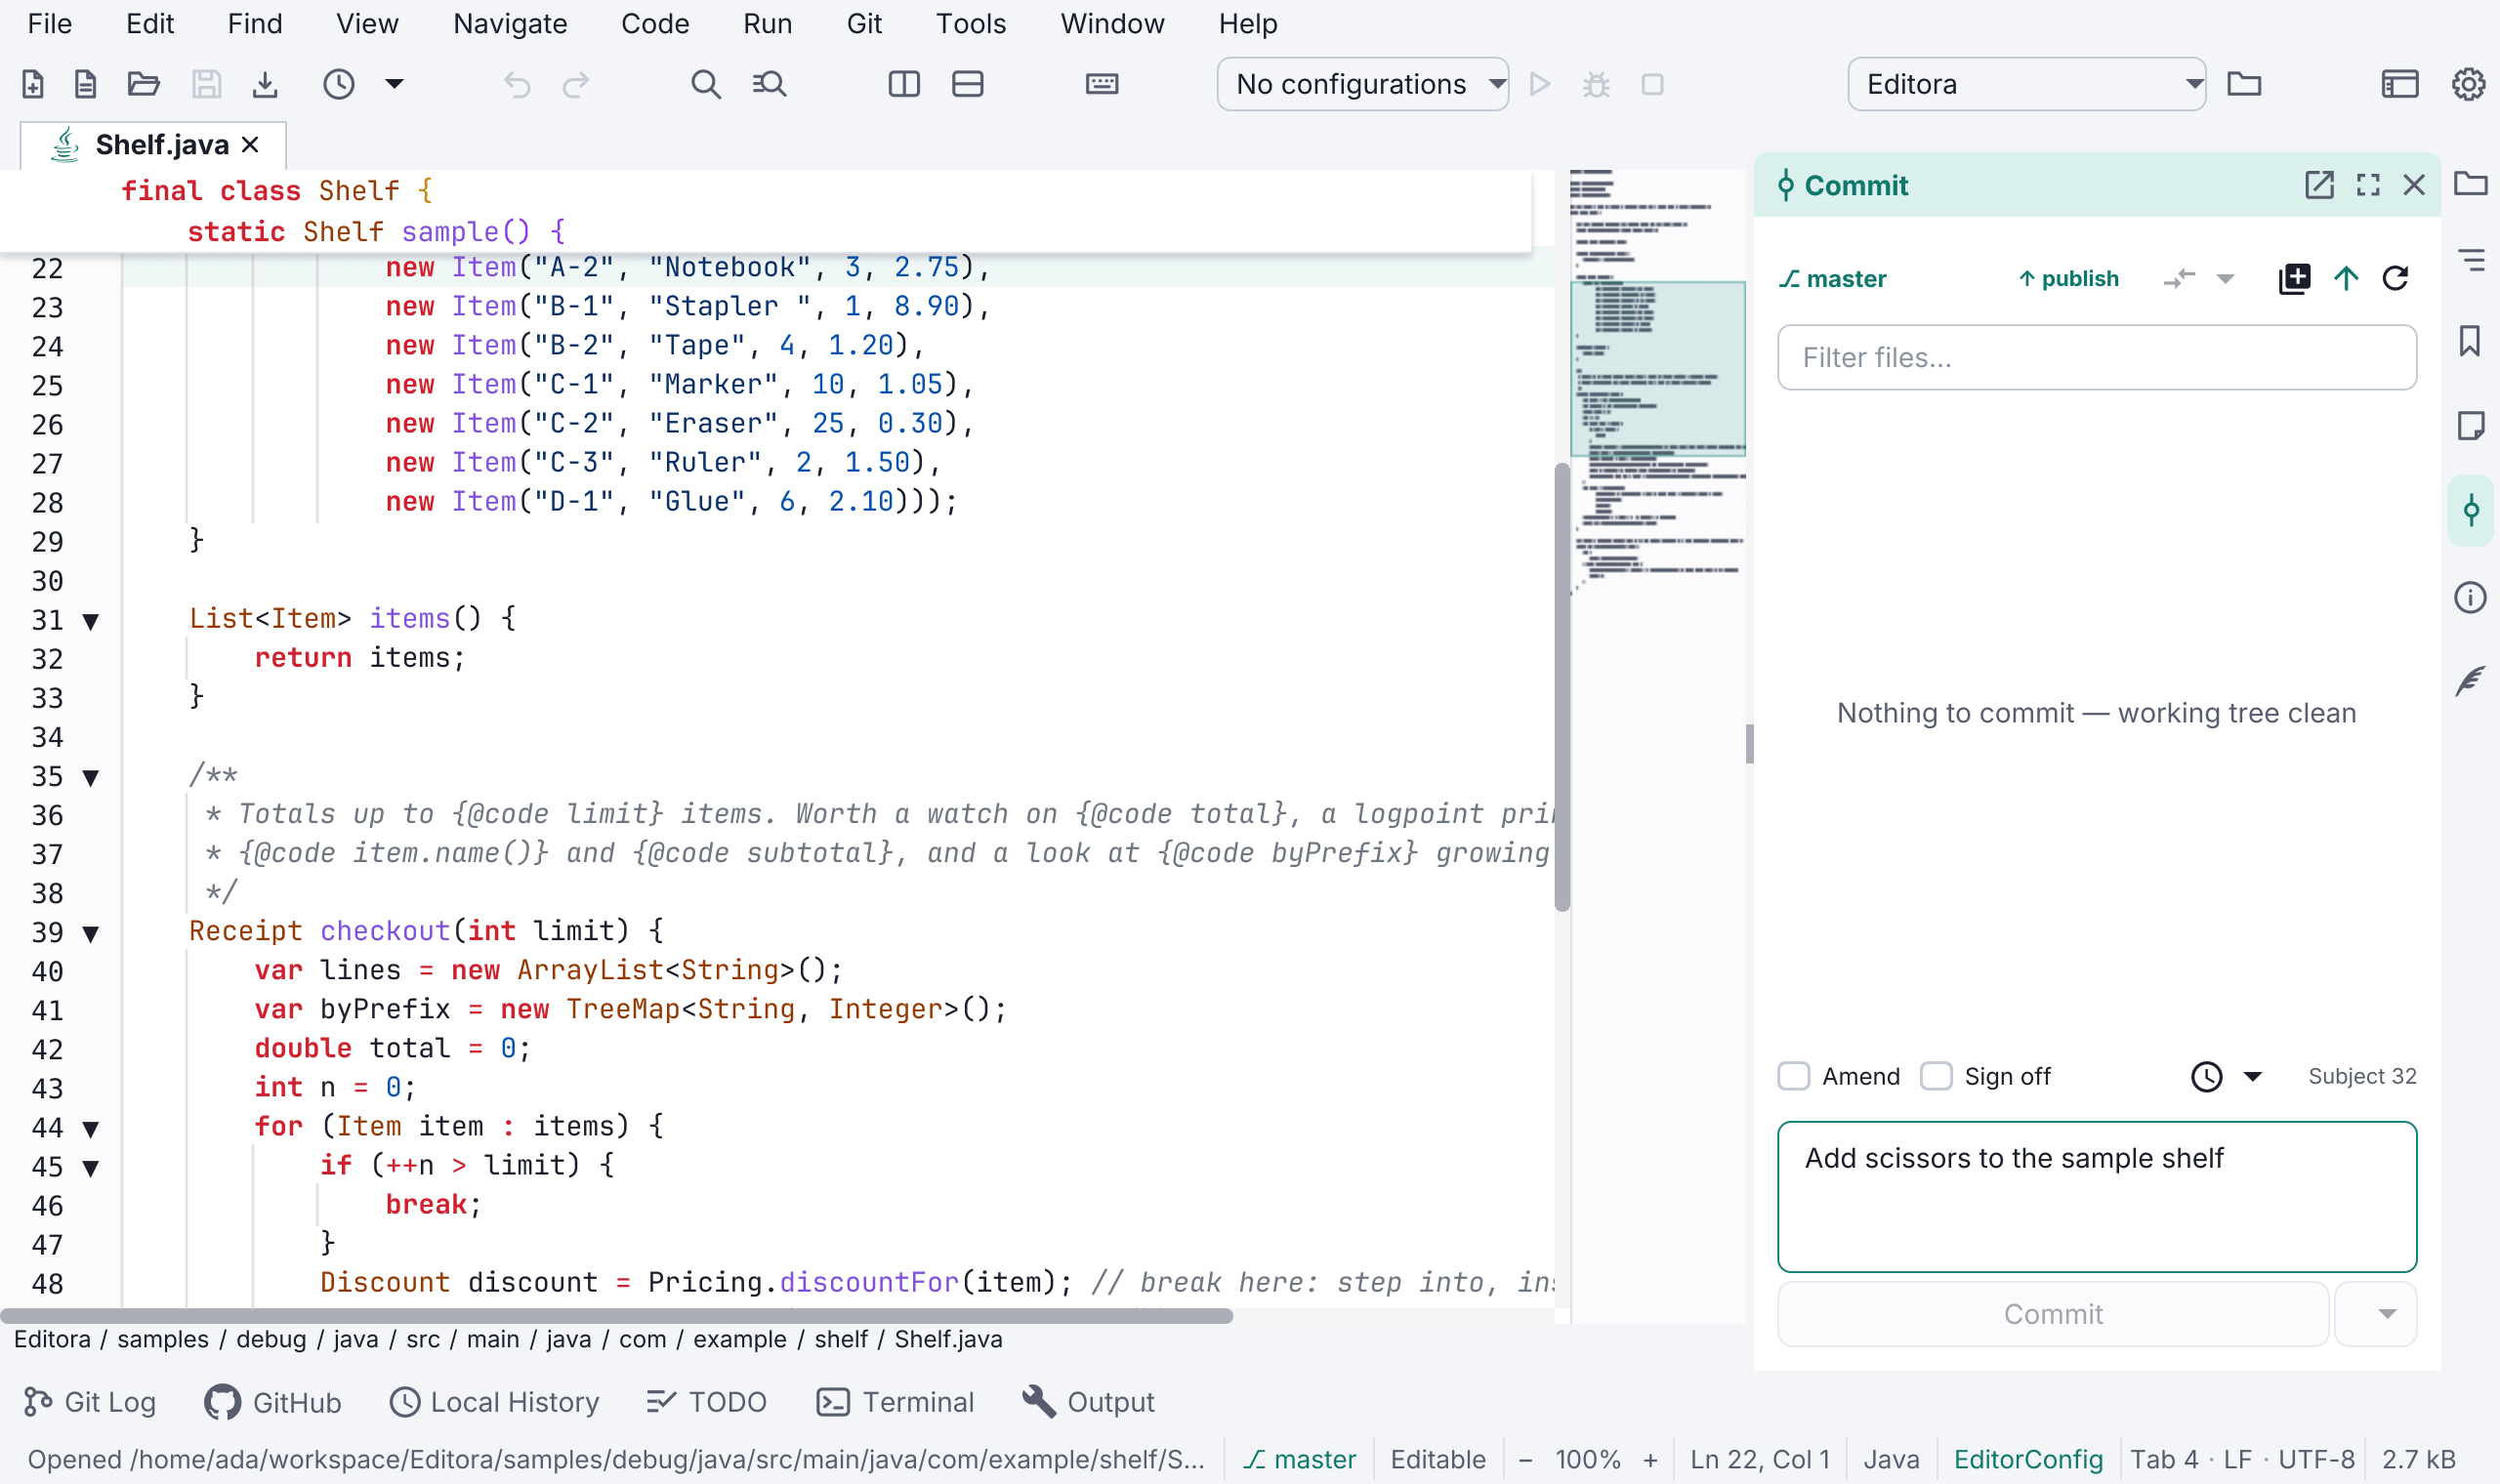 File Edit Find View Navigate Code Run Git Tools Window Help
No configurations
Editora
Shelf.java
final class Shelf {
static Shelf sample() {
22 new Item("A-2", "Notebook", 3, 2.75),
23 new Item("B-1", "Stapler ", 1, 8.90),
24 new Item("B-2", "Tape", 4, 1.20),
25 new Item("C-1", "Marker", 10, 1.05),
26 new Item("C-2", "Eraser", 25, 0.30),
27 new Item("C-3", "Ruler", 2, 1.50),
28 new Item("D-1", "Glue", 6, 2.10)));
29 }
30
31 List<Item> items() {
32 return items;
33 }
34
35 /**
36 * Totals up to {@code limit} items. Worth a watch on {@code total}, a logpoint
37 * {@code item.name()} and {@code subtotal}, and a look at {@code byPrefix} growing
38 */
39 Receipt checkout(int limit) {
40 var lines = new ArrayList<String>();
41 var byPrefix = new TreeMap<String, Integer>();
42 double total = 0;
43 int n = 0;
44 for (Item item : items) {
45 if (++n > limit) {
46 break;
47 }
48 Discount discount = Pricing.discountFor(item); // break here: step into,
Editora / samples / debug / java / src / main / java / com / example / shelf / Shelf.java
Commit
master
publish
Filter files...
Nothing to commit — working tree clean
Amend Sign off Subject 32
Add scissors to the sample shelf
Commit
Git Log GitHub Local History TODO Terminal Output
Opened /home/ada/workspace/Editora/samples/debug/java/src/main/java/com/example/shelf/S... master Editable − 100% + Ln 22, Col 1 Java EditorConfig Tab 4 · LF · UTF-8 2.7 kB